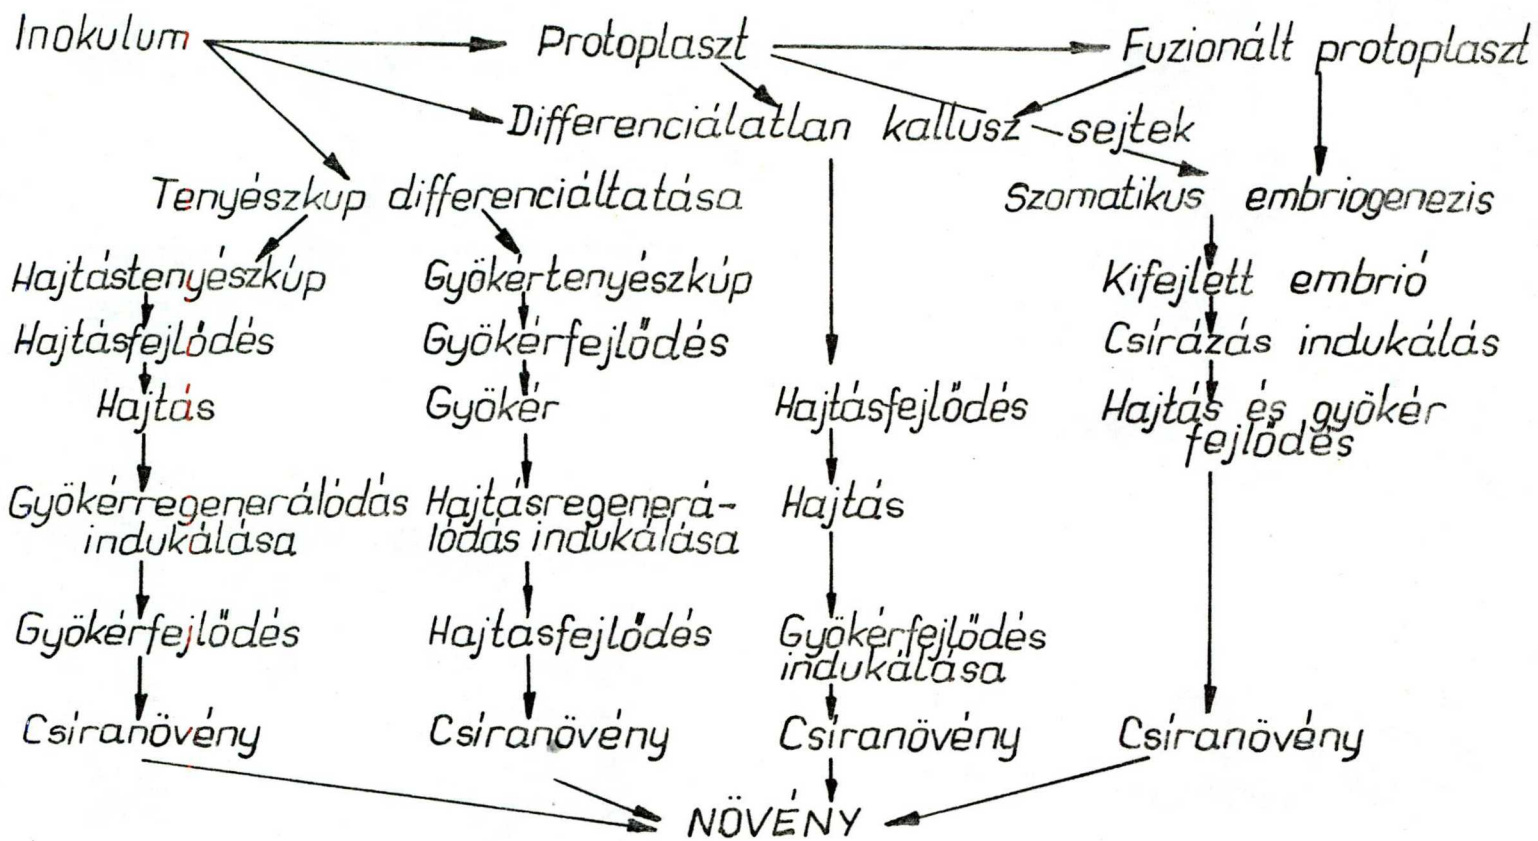 Inokulum Protoplaszt Fuzionált protoplaszt
Differenciálatlan kallusz - sejtek
Tenyészkup differenciáltatása Szomatikus embriogenezis
Hajtástenyészkúp Gyökértenyészkúp Kifejlett embrió
Hajtásfejlődés Gyökérfejlődés Csírázás indukálás
Hajtás Gyökér Hajtásfejlődés Hajtás és gyökér
fejlődés
Gyökérregenerálódás Hajtásregenerá- Hajtás
indukálása lódás indukálása
Gyökérfejlődés Hajtasfejlődés Gyökérfejlődés
indukálása
Csíranövény Csíranövény Csíranövény Csíranövény
NÖVÉNY